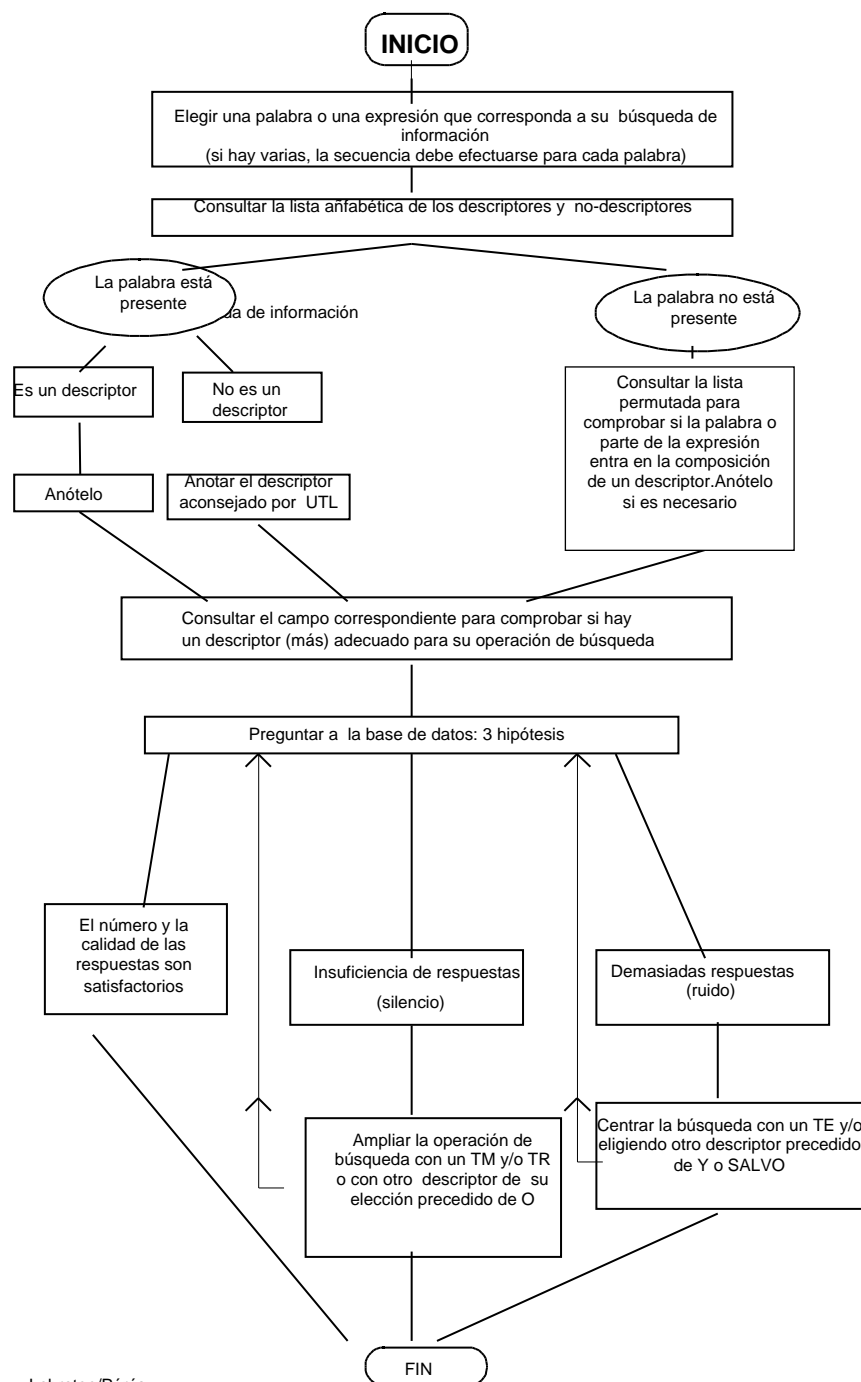 INICIO
Elegir una palabra o una expresión que corresponda a su búsqueda de
información
(si hay varias, la secuencia debe efectuarse para cada palabra)
Consultar la lista añfabética de los descriptores y no-descriptores
La palabra está
presente
da de información
La palabra no está
presente
Es un descriptor
No es un
descriptor
Consultar la lista
permutada para
comprobar si la palabra o
parte de la expresión
entra en la composición
de un descriptor.Anótelo
si es necesario
Anótelo
Anotar el descriptor
aconsejado por UTL
Consultar el campo correspondiente para comprobar si hay
un descriptor (más) adecuado para su operación de búsqueda
Preguntar a la base de datos: 3 hipótesis
El número y la
calidad de las
respuestas son
satisfactorios
Insuficiencia de respuestas
(silencio)
Demasiadas respuestas
(ruido)
Ampliar la operación de
búsqueda con un TM y/o TR
o con otro descriptor de su
elección precedido de O
Centrar la búsqueda con un TE y/o
eligiendo otro descriptor precedido
de Y o SALVO
FIN